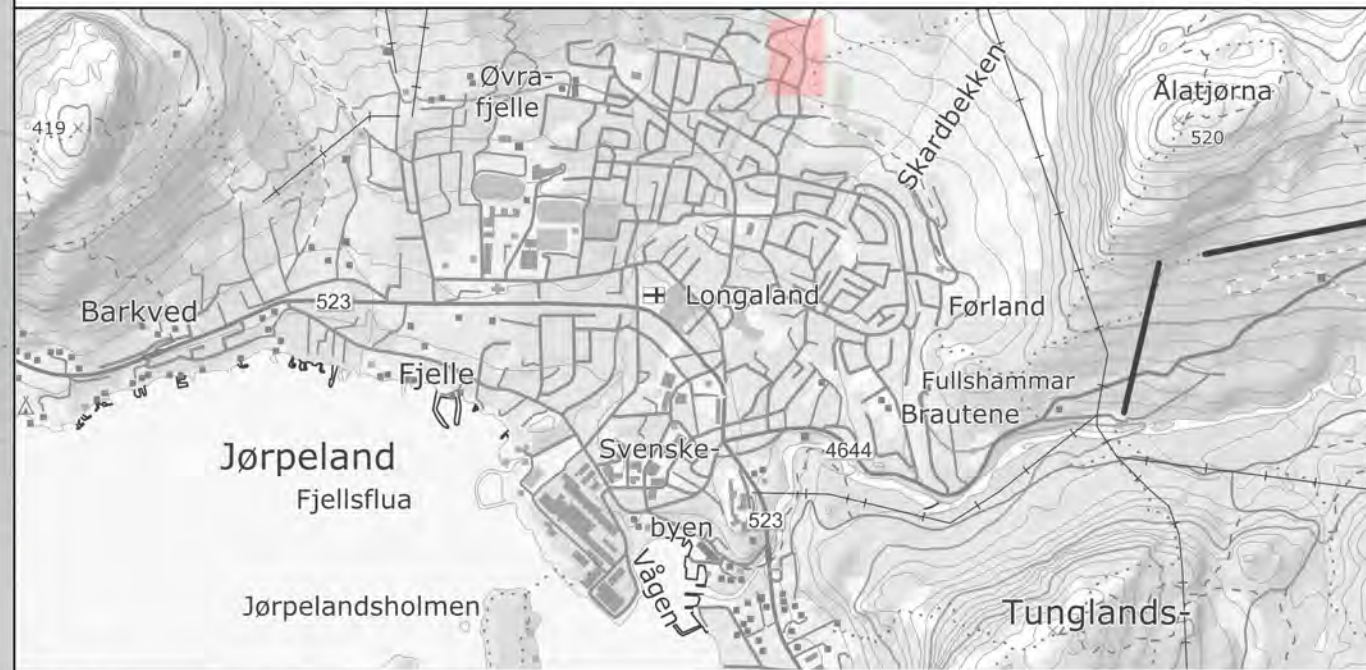 Øvra-
fjelle
Skardbekken
Ålatjørna
520
419
Barkved
523
Longaland
Førland
Fjelle
Fullshammar
Brautene
Jørpeland
Fjellsflua
Svenske-
byen
4644
523
Vågen
Jørpelandsholmen
Tunglands-